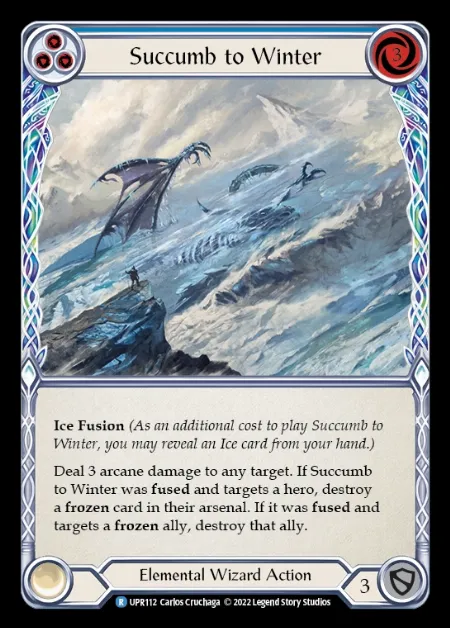 Succumb to Winter
3
Ice Fusion (As an additional cost to play Succumb to
Winter, you may reveal an Ice card from your hand.)
Deal 3 arcane damage to any target. If Succumb
to Winter was fused and targets a hero, destroy
a frozen card in their arsenal. If it was fused and
targets a frozen ally, destroy that ally.
Elemental Wizard Action
3
R UPR112 Carlos Cruchaga © 2022 Legend Story Studios